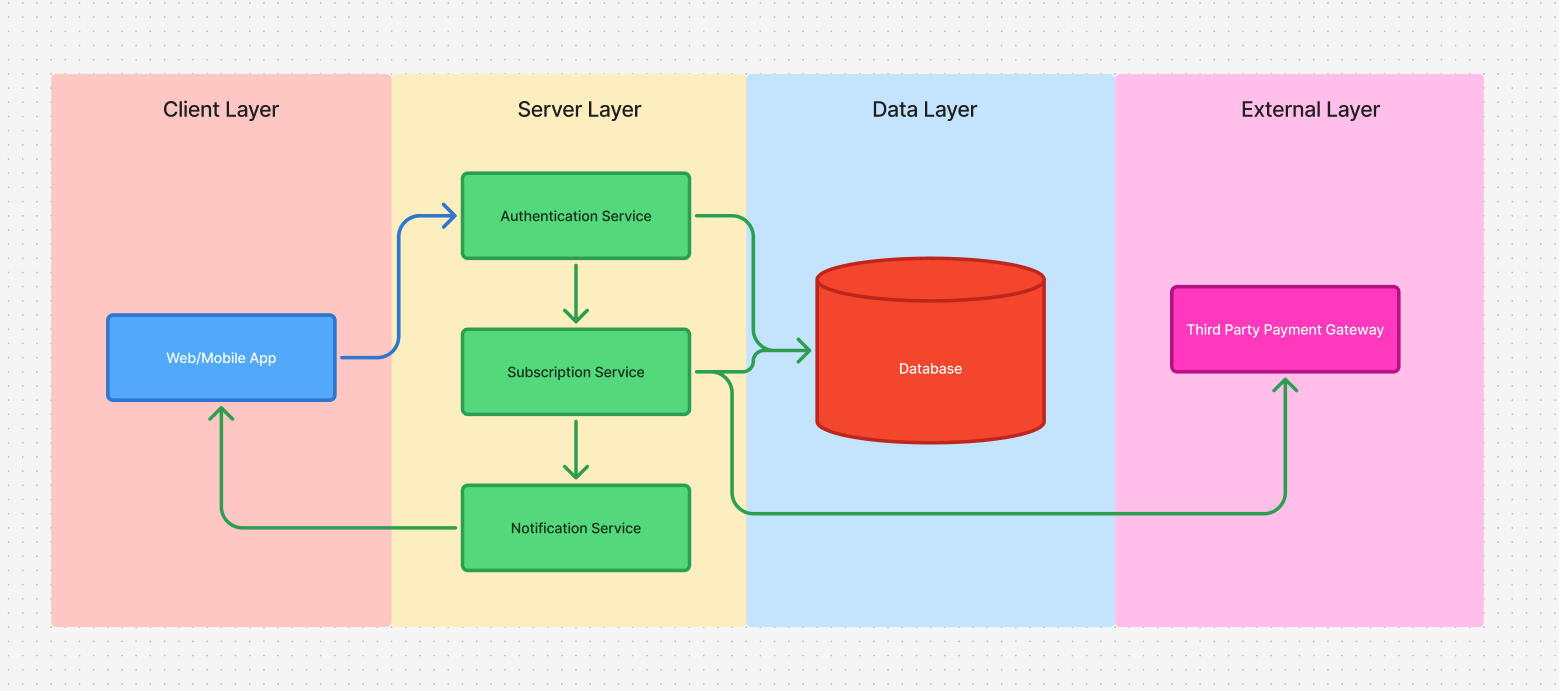 Client Layer
Server Layer
Data Layer
External Layer
Authentication Service
Web/Mobile App
Subscription Service
Notification Service
Database
Third Party Payment Gateway